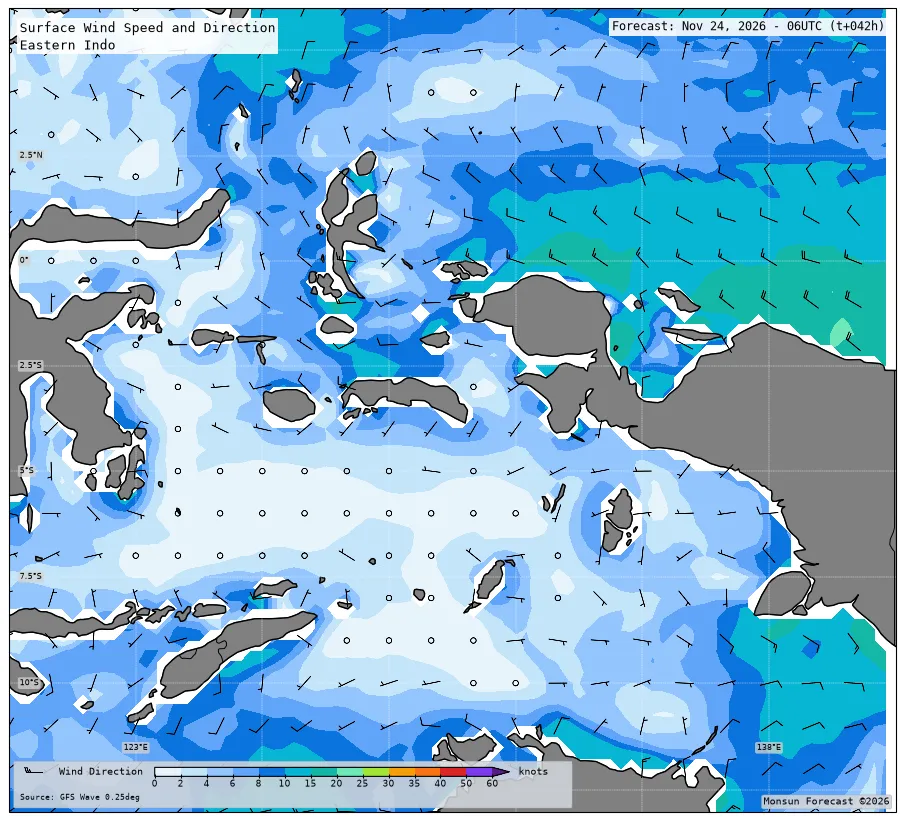 Surface Wind Speed and Direction
Eastern Indo
Forecast: Nov 24, 2026 - 06UTC (t+042h)
2.5°N
0°
2.5°S
5°S
7.5°S
10°S
123°E
138°E
Wind Direction
0 2 4 6 8 10 15 20 25 30 35 40 50 60
knots
Source: GFS Wave 0.25deg
Monsun Forecast ©2026